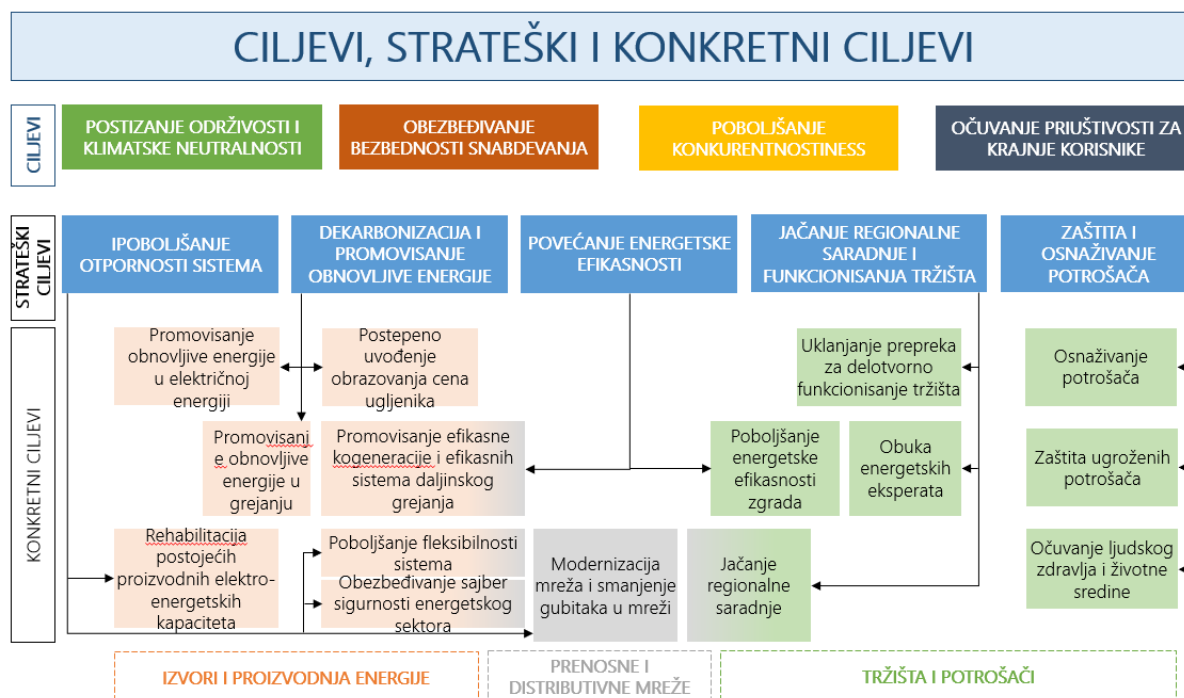 CILJEVI, STRATEŠKI I KONKRETNI CILJEVI
CILJEVI
POSTIZANJE ODRŽIVOSTI I
KLIMATSKE NEUTRALNOSTI
OBEZBEĐIVANJE
BEZBEDNOSTI SNABDEVANJA
POBOLJŠANJE
KONKURENTNOSTINESS
OČUVANJE PRIUŠTIVOSTI ZA
KRAJNJE KORISNIKE
STRATEŠKI
CILJEVI
IPOBOLJŠANJE
OTPORNOSTI SISTEMA
DEKARBONIZACIJA I
PROMOVISANJE
OBNOVLJIVE ENERGIJE
POVEĆANJE ENERGETSKE
EFIKASNOSTI
JAČANJE REGIONALNE
SARADNJE I
FUNKCIONISANJA TRŽIŠTA
ZAŠTITA I
OSNAŽIVANJE
POTROŠAČA
KONKRETNI CILJEVI
Promovisanje
obnovljive energije
u električnoj
energiji
Postepeno
uvođenje
obrazovanja cena
ugljenika
Uklanjanje prepreka
za delotvorno
funkcionisanje tržišta
Osnaživanje
potrošača
Promovisanj
e obnovljive
energije u
grejanju
Promovisanje efikasne
kogeneracije i efikasnih
sistema daljinskog
grejanja
Poboljšanje
energetske
efikasnosti
zgrada
Obuka
energetskih
eksperata
Zaštita ugroženih
potrošača
Rehabilitacija
postojećih
proizvodnih elektro-
energetskih
kapaciteta
Poboljšanje fleksibilnosti
sistema
Obezbeđivanje sajber
sigurnosti energetskog
sektora
Modernizacija
mreža i smanjenje
gubitaka u mreži
Jačanje
regionalne
saradnje
Očuvanje ljudskog
zdravlja i životne
sredine
IZVORI I PROIZVODNJA ENERGIJE
PRENOSNE I
DISTRIBUTIVNE MREŽE
TRŽIŠTA I POTROŠAČI